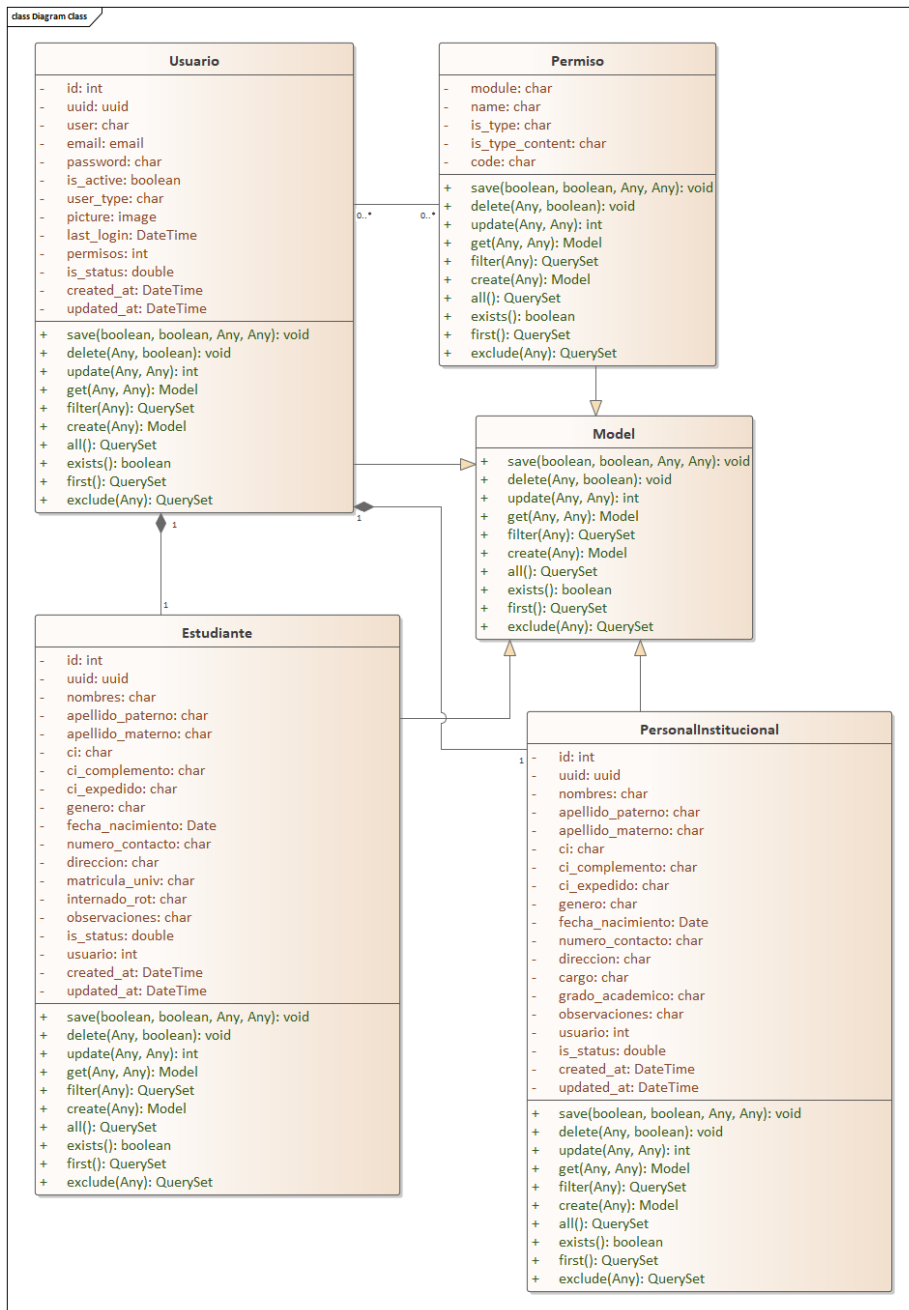 class Diagram Class
Usuario
- id: int
- uuid: uuid
- user: char
- email: email
- password: char
- is_active: boolean
- user_type: char
- picture: image
- last_login: DateTime
- permisos: int
- is_status: double
- created_at: DateTime
- updated_at: DateTime
+ save(boolean, boolean, Any, Any): void
+ delete(Any, boolean): void
+ update(Any, Any): int
+ get(Any, Any): Model
+ filter(Any): QuerySet
+ create(Any): Model
+ all(): QuerySet
+ exists(): boolean
+ first(): QuerySet
+ exclude(Any): QuerySet
0..*
0..*
Permiso
- module: char
- name: char
- is_type: char
- is_type_content: char
- code: char
+ save(boolean, boolean, Any, Any): void
+ delete(Any, boolean): void
+ update(Any, Any): int
+ get(Any, Any): Model
+ filter(Any): QuerySet
+ create(Any): Model
+ all(): QuerySet
+ exists(): boolean
+ first(): QuerySet
+ exclude(Any): QuerySet
Model
+ save(boolean, boolean, Any, Any): void
+ delete(Any, boolean): void
+ update(Any, Any): int
+ get(Any, Any): Model
+ filter(Any): QuerySet
+ create(Any): Model
+ all(): QuerySet
+ exists(): boolean
+ first(): QuerySet
+ exclude(Any): QuerySet
1
1
1
1
Estudiante
- id: int
- uuid: uuid
- nombres: char
- apellido_paterno: char
- apellido_materno: char
- ci: char
- ci_complemento: char
- ci_expedido: char
- genero: char
- fecha_nacimiento: Date
- numero_contacto: char
- direccion: char
- matricula_univ: char
- internado_rot: char
- observaciones: char
- is_status: double
- usuario: int
- created_at: DateTime
- updated_at: DateTime
+ save(boolean, boolean, Any, Any): void
+ delete(Any, boolean): void
+ update(Any, Any): int
+ get(Any, Any): Model
+ filter(Any): QuerySet
+ create(Any): Model
+ all(): QuerySet
+ exists(): boolean
+ first(): QuerySet
+ exclude(Any): QuerySet
PersonalInstitucional
- id: int
- uuid: uuid
- nombres: char
- apellido_paterno: char
- apellido_materno: char
- ci: char
- ci_complemento: char
- ci_expedido: char
- genero: char
- fecha_nacimiento: Date
- numero_contacto: char
- direccion: char
- cargo: char
- grado_academico: char
- observaciones: char
- usuario: int
- is_status: double
- created_at: DateTime
- updated_at: DateTime
+ save(boolean, boolean, Any, Any): void
+ delete(Any, boolean): void
+ update(Any, Any): int
+ get(Any, Any): Model
+ filter(Any): QuerySet
+ create(Any): Model
+ all(): QuerySet
+ exists(): boolean
+ first(): QuerySet
+ exclude(Any): QuerySet